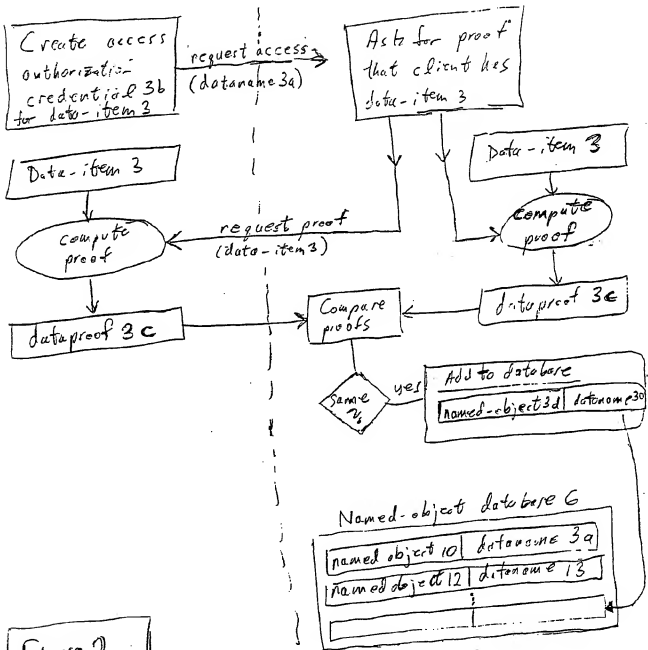 Create access
authorization
credential 3b
for data-item 3
request access
(dataname 3a)
Ask for proof
that client has
data-item 3
Data-item 3
Data-item 3
compute
proof
request proof
(data-item 3)
compute
proof
dataproof 3c
Compare
proofs
dataproof 3c
same
?
yes
Add to database
named-object 3d dataname 3a
Named-object database 6
named object 10 dataname 3a
named object 12 dataname 13